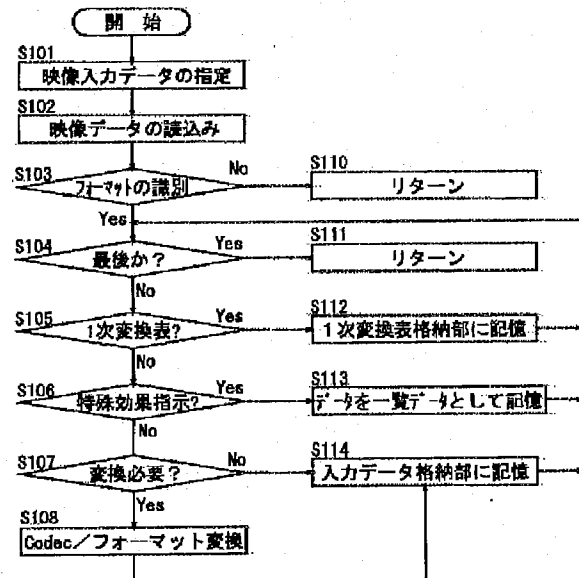 開 始
S101
映像入力データの指定
S102
映像データの読込み
S103
フォーマットの識別
No
S110
リターン
Yes
S104
最後か？
Yes
S111
リターン
No
S105
1次変換表?
Yes
S112
1次変換表格納部に記憶
No
S106
特殊効果指示?
Yes
S113
データを一覧データとして記憶
No
S107
変換必要？
No
S114
入力データ格納部に記憶
Yes
S108
Codec／フォーマット変換